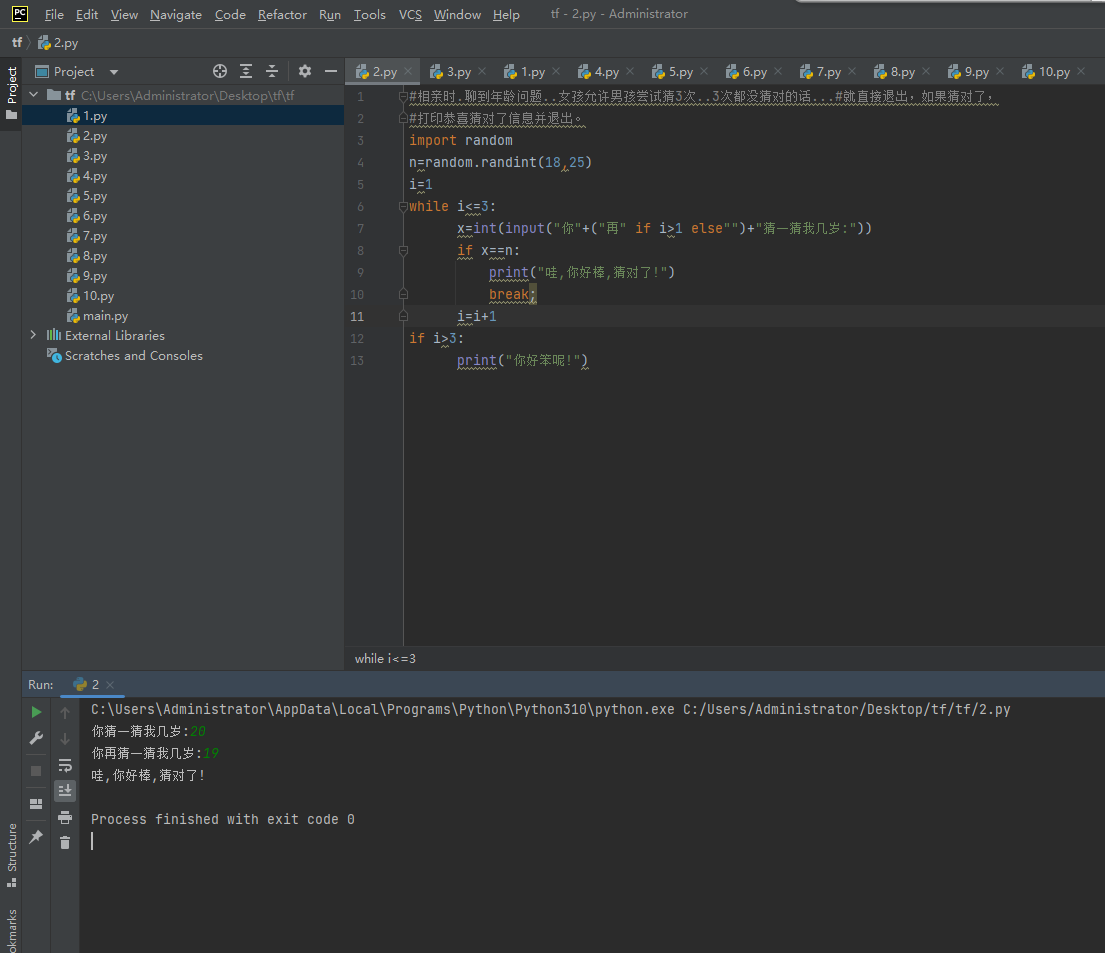 PC File Edit View Navigate Code Refactor Run Tools VCS Window Help tf - 2.py - Administrator
tf 2.py
Project
Project
2.py 3.py 1.py 4.py 5.py 6.py 7.py 8.py 9.py 10.py
tf C:\Users\Administrator\Desktop\tf\tf
1.py
2.py
3.py
4.py
5.py
6.py
7.py
8.py
9.py
10.py
main.py
External Libraries
Scratches and Consoles
1 #相亲时.聊到年龄问题..女孩允许男孩尝试猜3次..3次都没猜对的话...#就直接退出，如果猜对了，
2 #打印恭喜猜对了信息并退出。
3 import random
4 n=random.randint(18,25)
5 i=1
6 while i<=3:
7 x=int(input("你"+("再" if i>1 else"")+"猜一猜我几岁:"))
8 if x==n:
9 print("哇,你好棒,猜对了!")
10 break;
11 i=i+1
12 if i>3:
13 print("你好笨呢!")
while i<=3
Run: 2
C:\Users\Administrator\AppData\Local\Programs\Python\Python310\python.exe C:/Users/Administrator/Desktop/tf/tf/2.py
你猜一猜我几岁:20
你再猜一猜我几岁:19
哇,你好棒,猜对了!
Process finished with exit code 0
Structure
okmarks